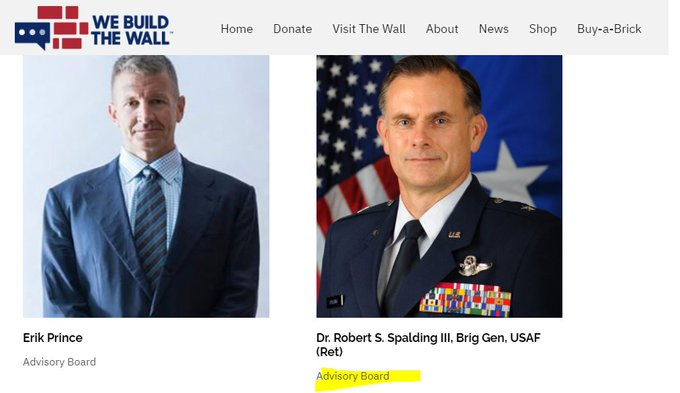 WE BUILD
THE WALL™
Home Donate Visit The Wall About News Shop Buy-a-Brick
U.S.
Erik Prince
Advisory Board
Dr. Robert S. Spalding III, Brig Gen, USAF
(Ret)
Advisory Board